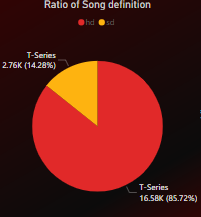 Ratio of Song definition
hd sd
T-Series
2.76K (14.28%)
T-Series
16.58K (85.72%)